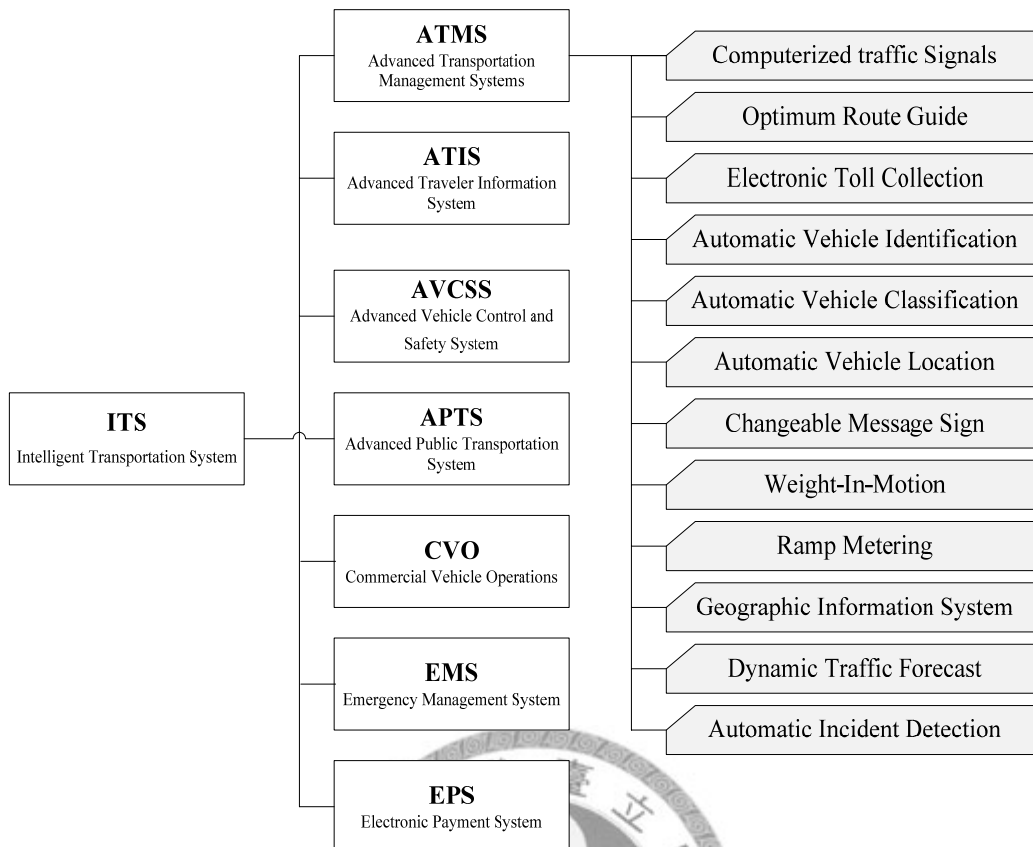 ITS
Intelligent Transportation System
ATMS
Advanced Transportation
Management Systems
ATIS
Advanced Traveler Information
System
AVCSS
Advanced Vehicle Control and
Safety System
APTS
Advanced Public Transportation
System
CVO
Commercial Vehicle Operations
EMS
Emergency Management System
EPS
Electronic Payment System
Computerized traffic Signals
Optimum Route Guide
Electronic Toll Collection
Automatic Vehicle Identification
Automatic Vehicle Classification
Automatic Vehicle Location
Changeable Message Sign
Weight-In-Motion
Ramp Metering
Geographic Information System
Dynamic Traffic Forecast
Automatic Incident Detection
臺立